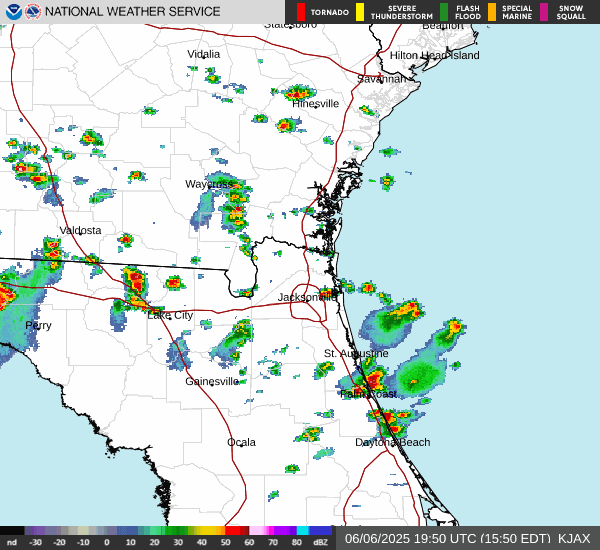 NATIONAL WEATHER SERVICE
TORNADO
SEVERE THUNDERSTORM
FLASH FLOOD
SPECIAL MARINE
SNOW SQUALL
Statesboro
Beaufort
Vidalia
Hilton Head Island
Savannah
Hinesville
Waycross
Valdosta
Jacksonville
Lake City
Perry
St. Augustine
Gainesville
Palm Coast
Ocala
Daytona Beach
nd -30 -20 -10 0 10 20 30 40 50 60 70 80 dBZ
06/06/2025 19:50 UTC (15:50 EDT) KJAX